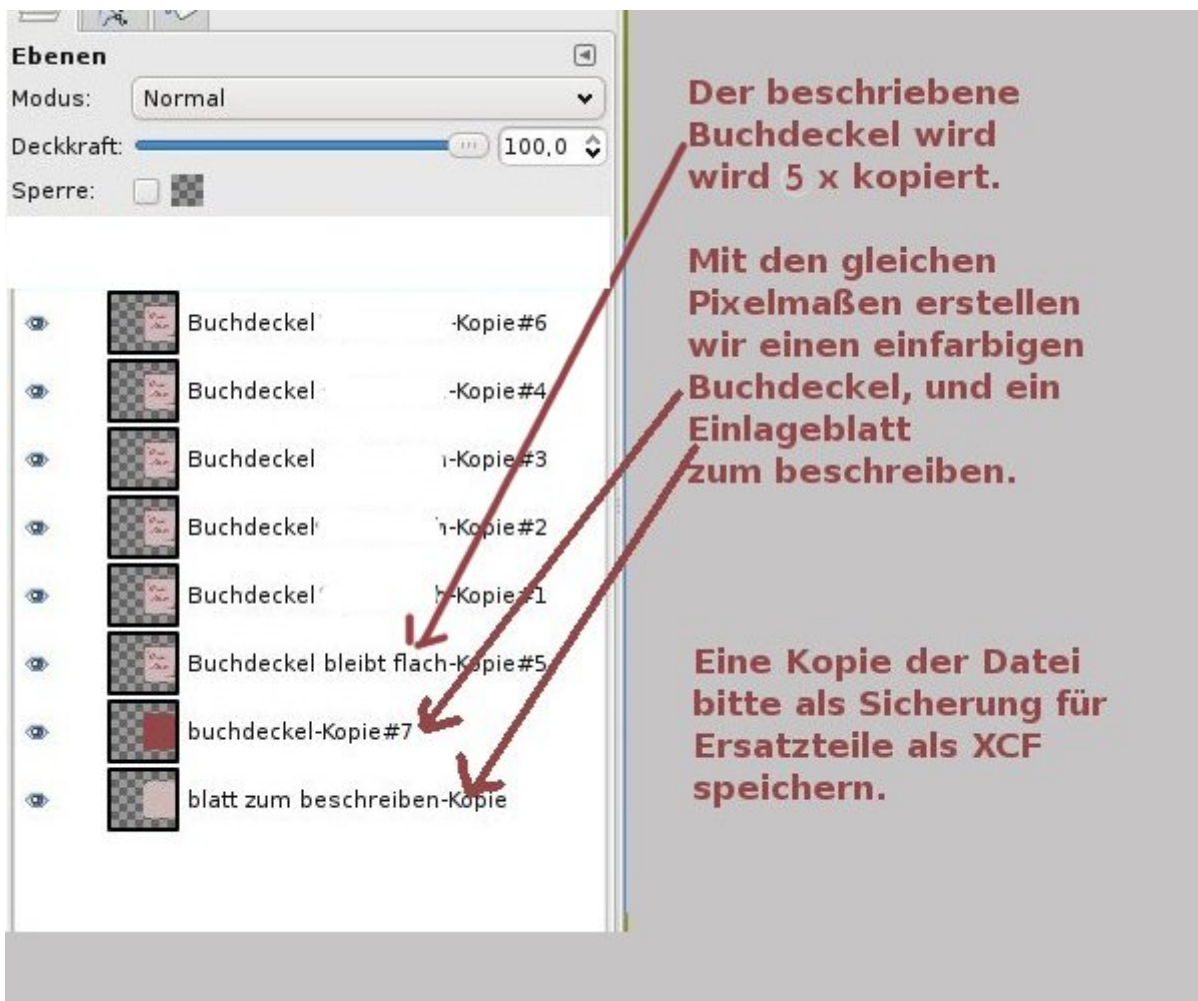 Ebenen
Modus: Normal
Deckkraft: 100,0
Sperre:
Buchdeckel -Kopie#6
Buchdeckel -Kopie#4
Buchdeckel -Kopie#3
Buchdeckel -Kopie#2
Buchdeckel -Kopie#1
Buchdeckel bleibt flach-Kopie#5
buchdeckel-Kopie#7
blatt zum beschreiben-Kopie
Der beschriebene
Buchdeckel wird
wird 5 x kopiert.
Mit den gleichen
Pixelmaßen erstellen
wir einen einfarbigen
Buchdeckel, und ein
Einlageblatt
zum beschreiben.
Eine Kopie der Datei
bitte als Sicherung für
Ersatzteile als XCF
speichern.